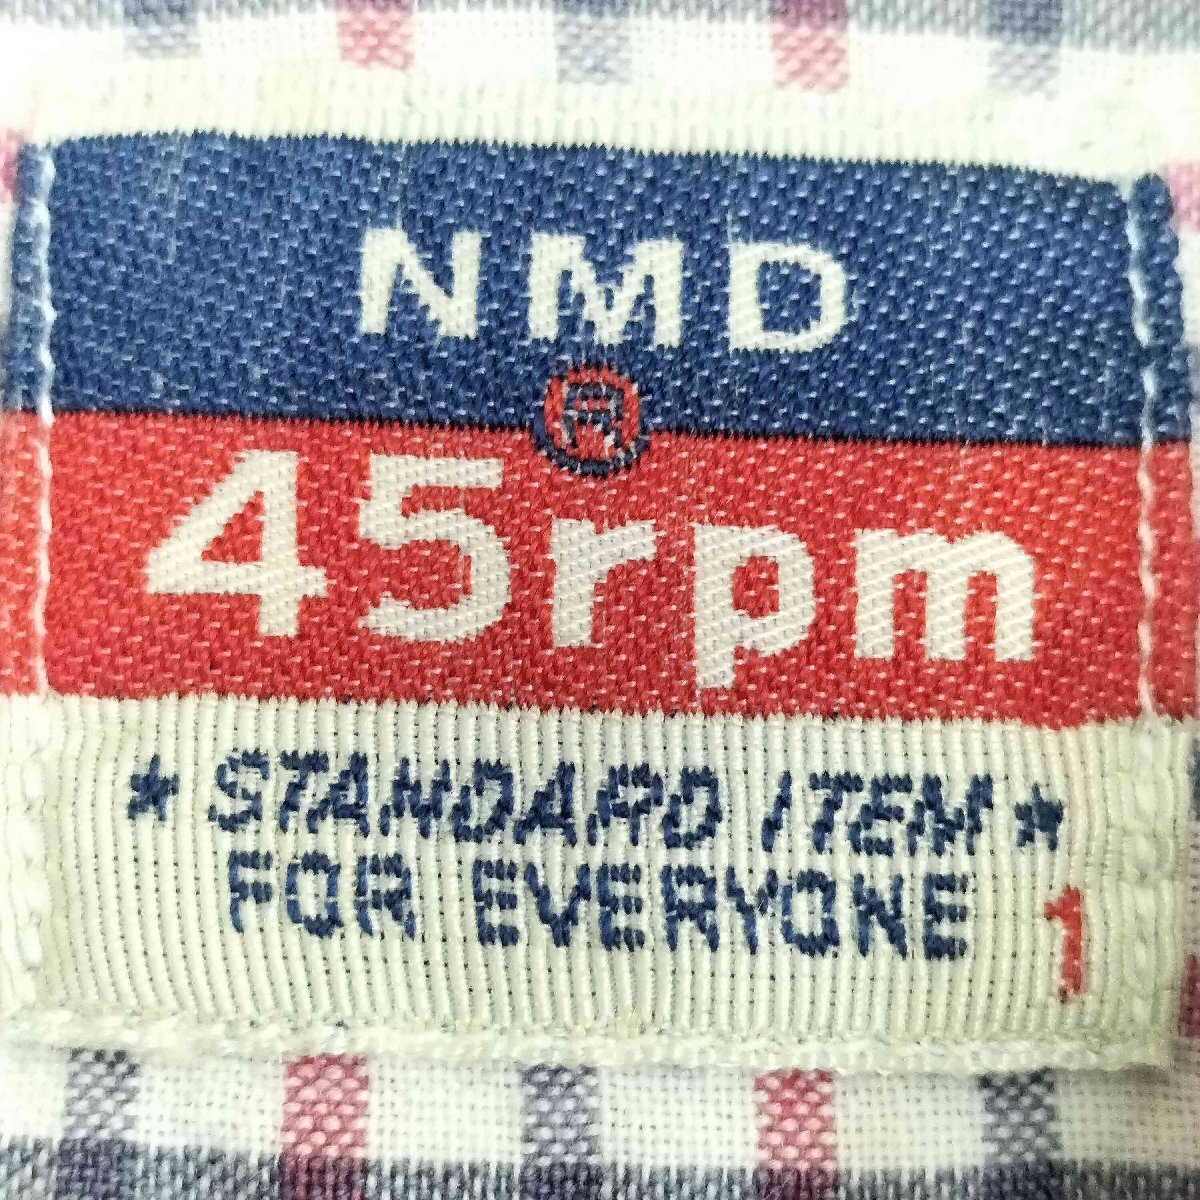 NMD
®
45rpm
★ STANDARD ITEM ★
FOR EVERYONE
1